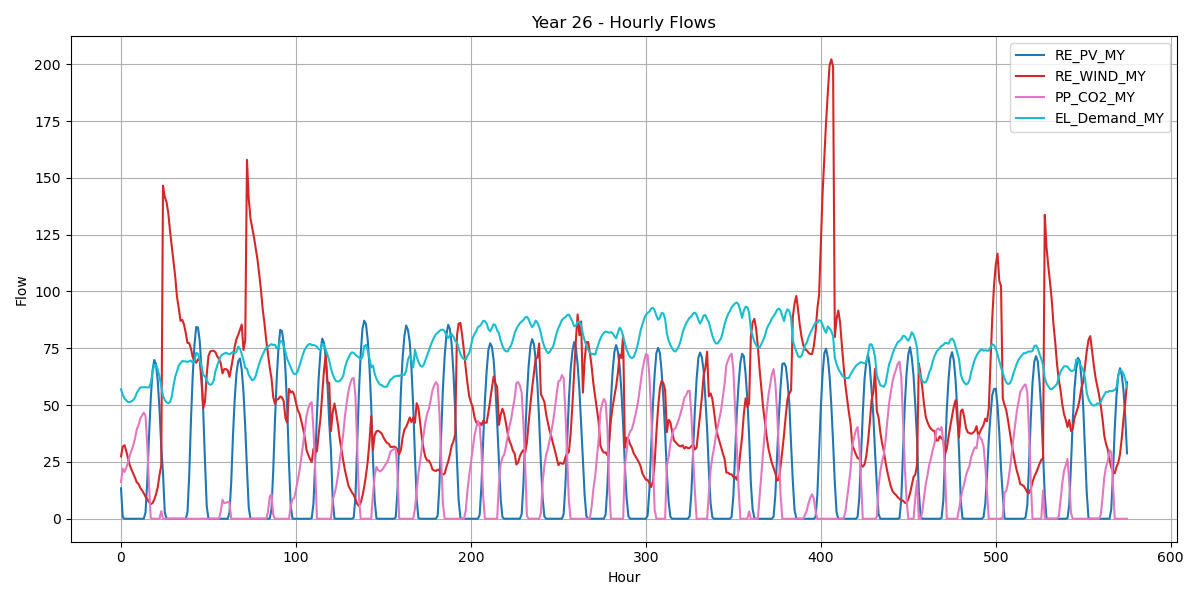 Year 26 - Hourly Flows
RE_PV_MY
RE_WIND_MY
PP_CO2_MY
EL_Demand_MY
200
175
150
125
100
75
50
25
0
Flow
0 100 200 300 400 500 600
Hour